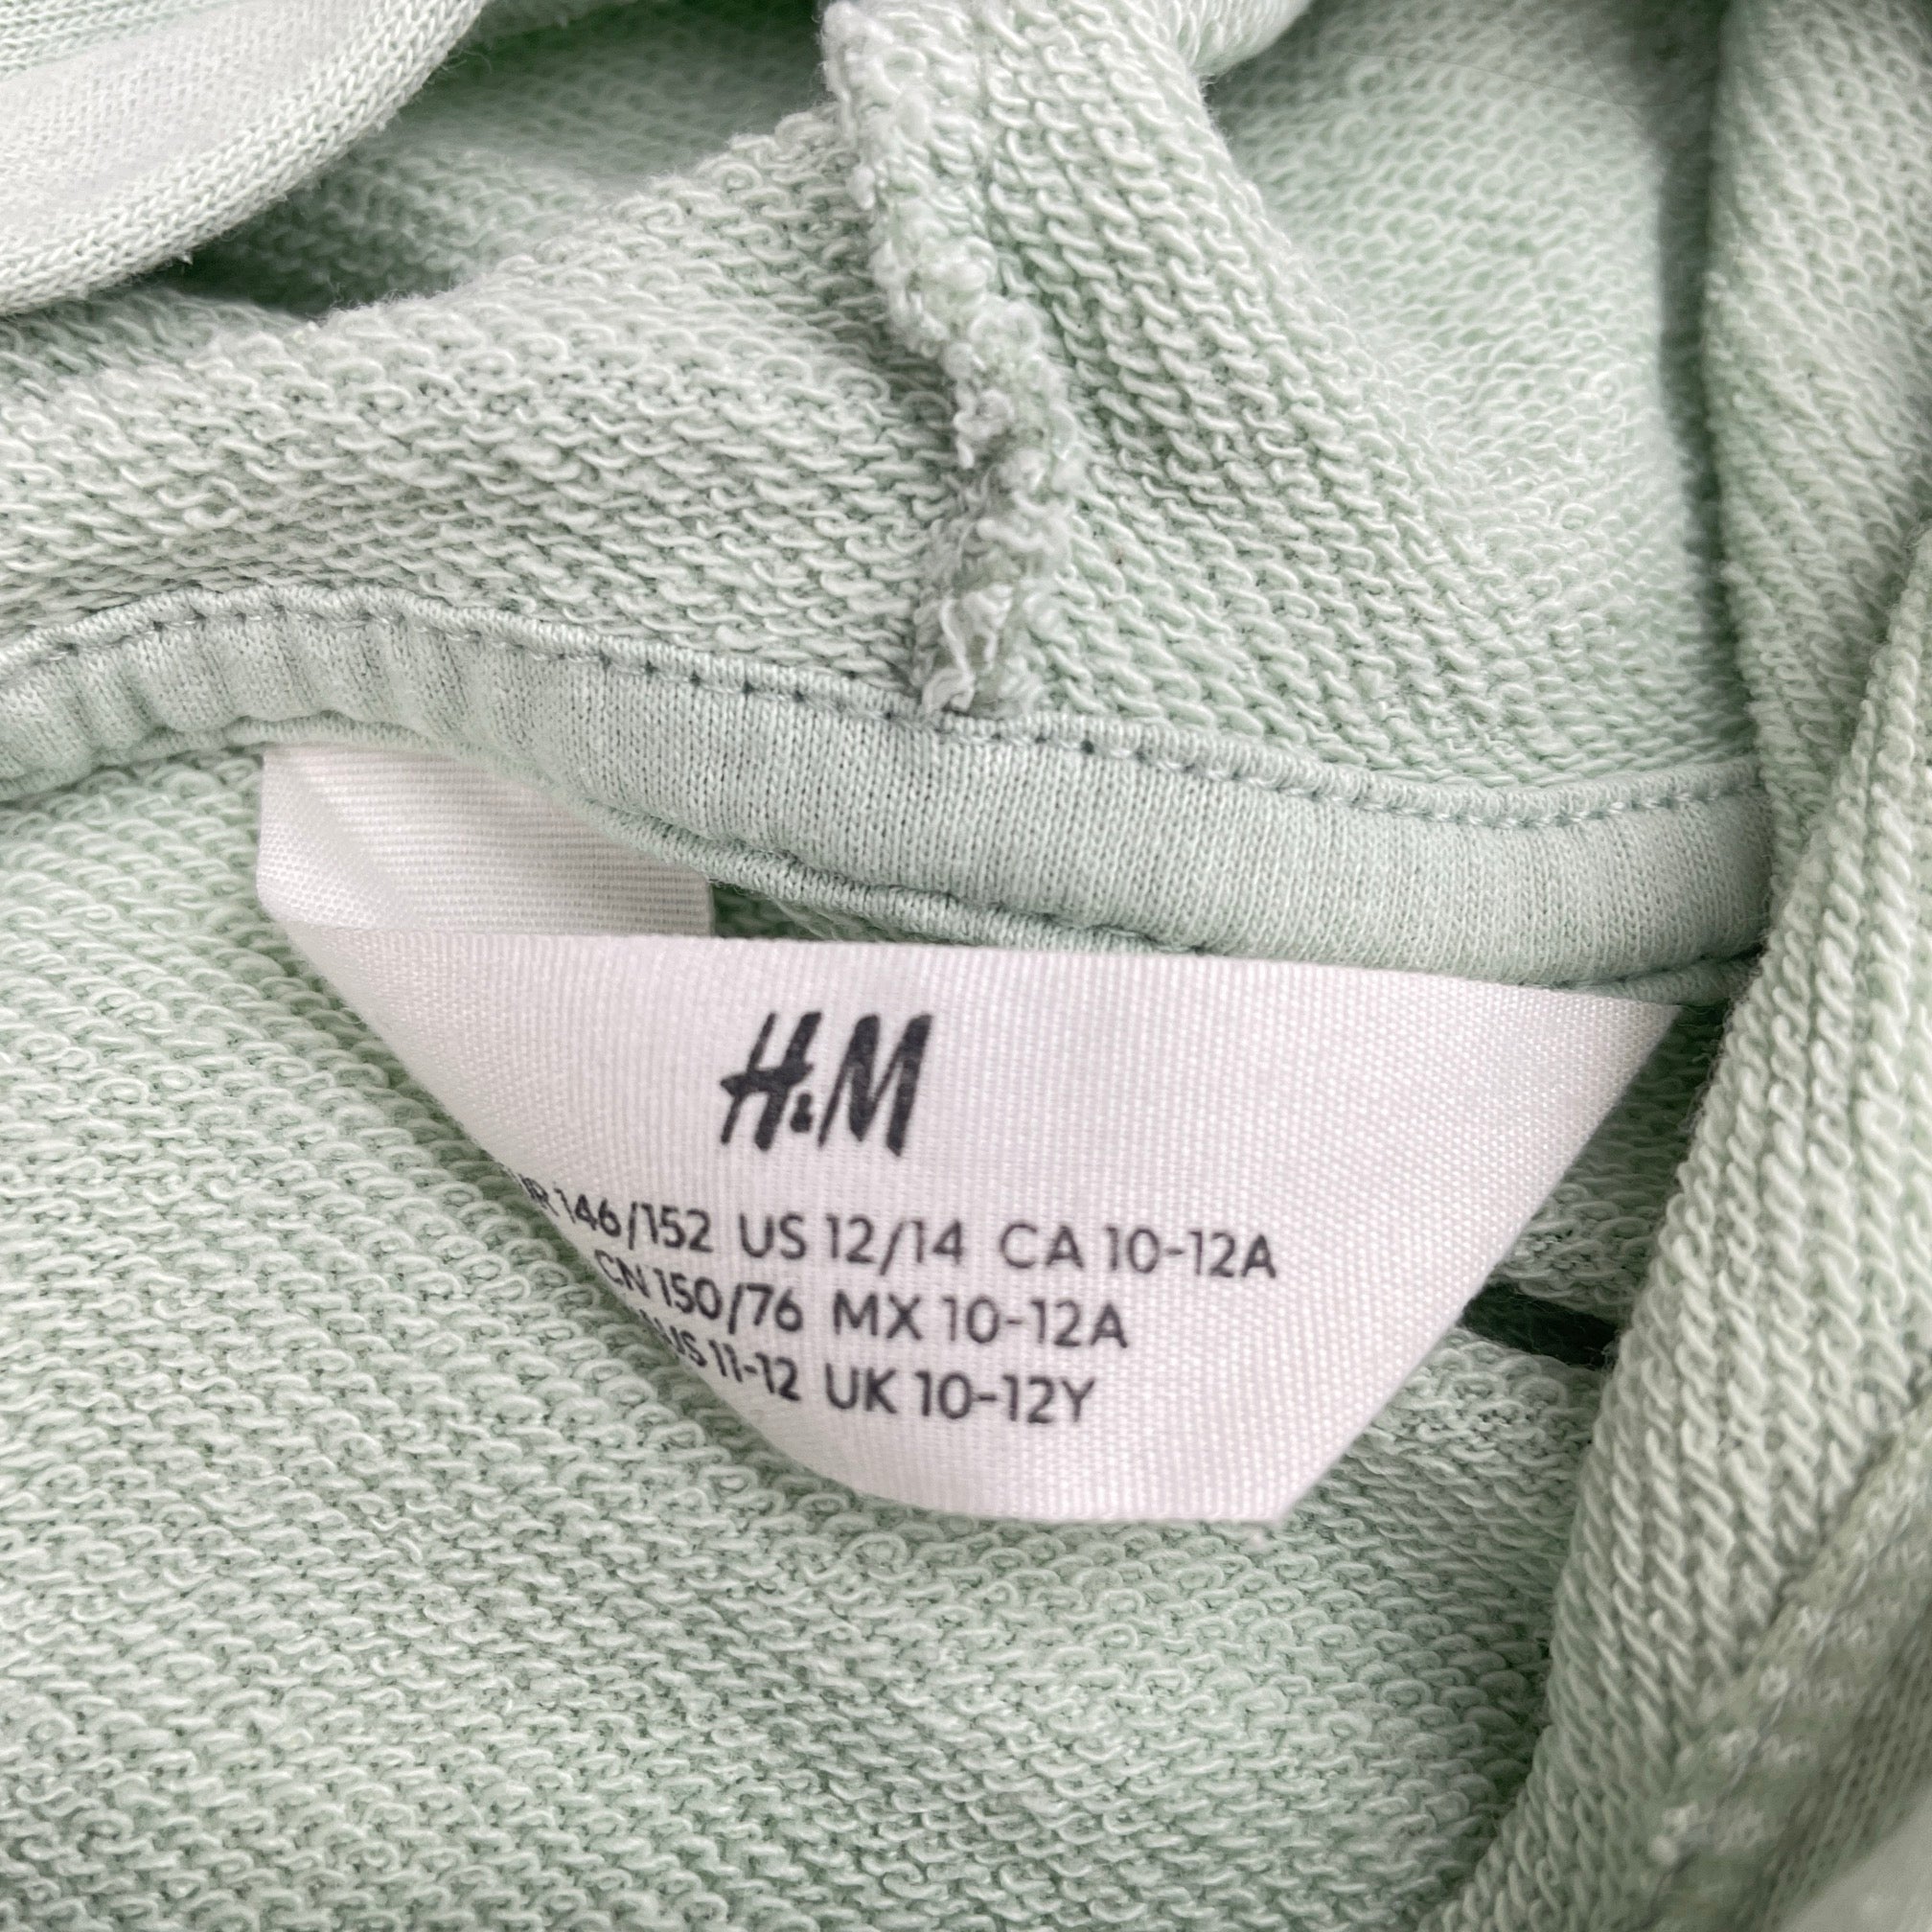 H&M
146/152 US 12/14 CA 10-12A
CN 150/76 MX 10-12A
11-12 UK 10-12Y